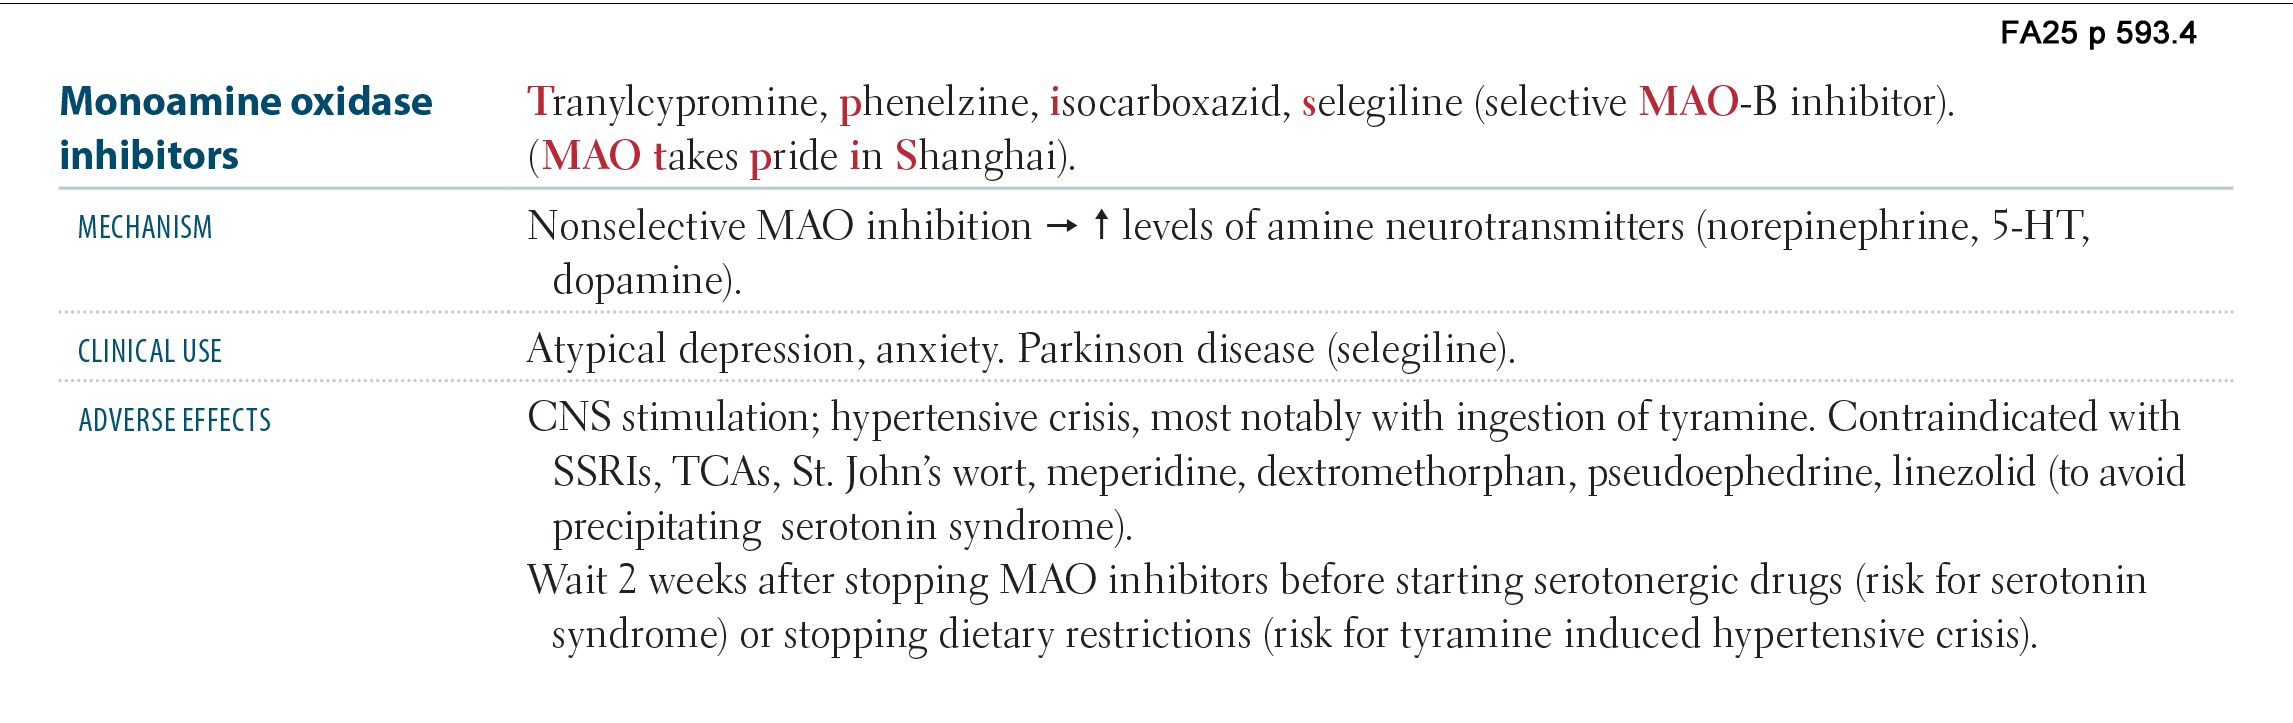 FA25 p 593.4
Monoamine oxidase
inhibitors
Tranylcypromine, phenelzine, isocarboxazid, selegiline (selective MAO-B inhibitor).
(MAO takes pride in Shanghai).
MECHANISM
Nonselective MAO inhibition → ↑ levels of amine neurotransmitters (norepinephrine, 5-HT,
dopamine).
CLINICAL USE
Atypical depression, anxiety. Parkinson disease (selegiline).
ADVERSE EFFECTS
CNS stimulation; hypertensive crisis, most notably with ingestion of tyramine. Contraindicated with
SSRIs, TCAs, St. John’s wort, meperidine, dextromethorphan, pseudoephedrine, linezolid (to avoid
precipitating serotonin syndrome).
Wait 2 weeks after stopping MAO inhibitors before starting serotonergic drugs (risk for serotonin
syndrome) or stopping dietary restrictions (risk for tyramine induced hypertensive crisis).